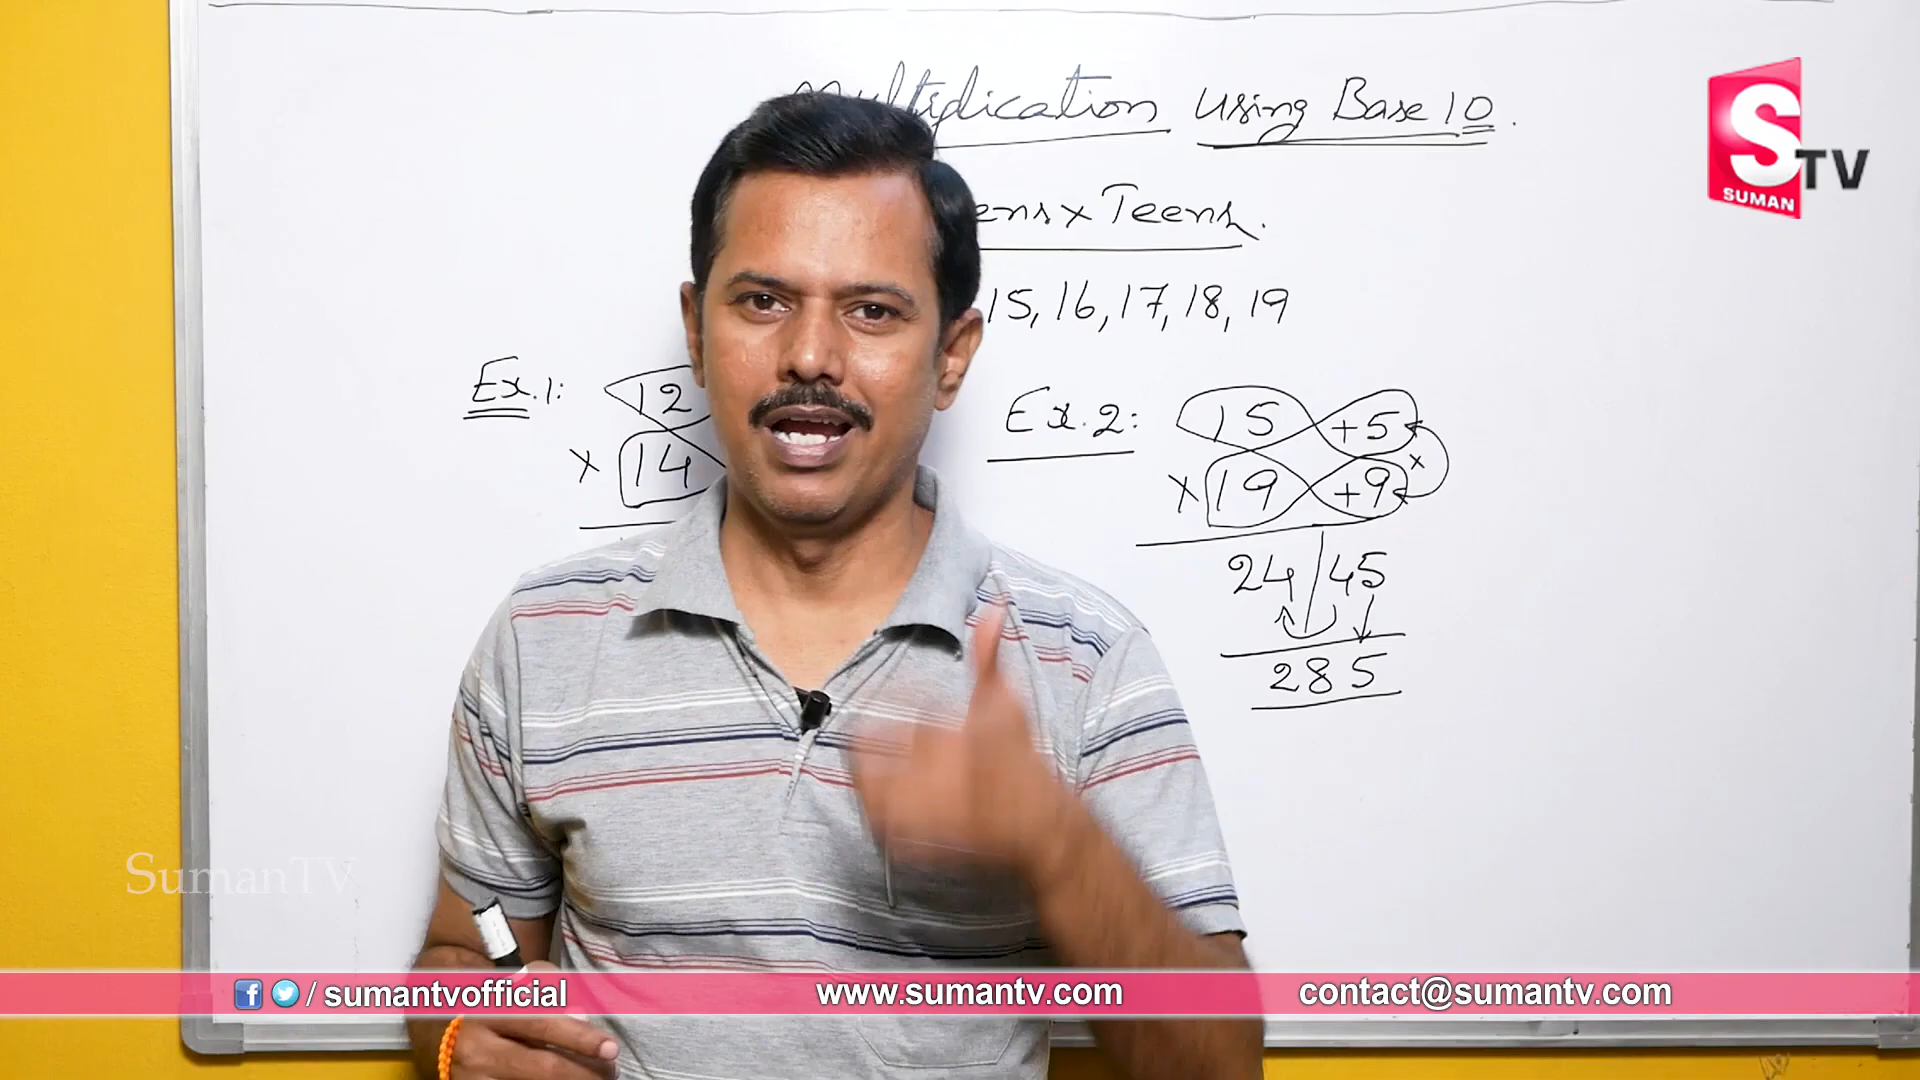 Multiplication Using Base 10.
Teens x Teens.
15, 16, 17, 18, 19
Ex.1: 12
x 14
Ex.2: 15 +5
x 19 +9 x
24/45
285
S TV
SUMAN
SumanTV
/ sumantvofficial www.sumantv.com contact@sumantv.com